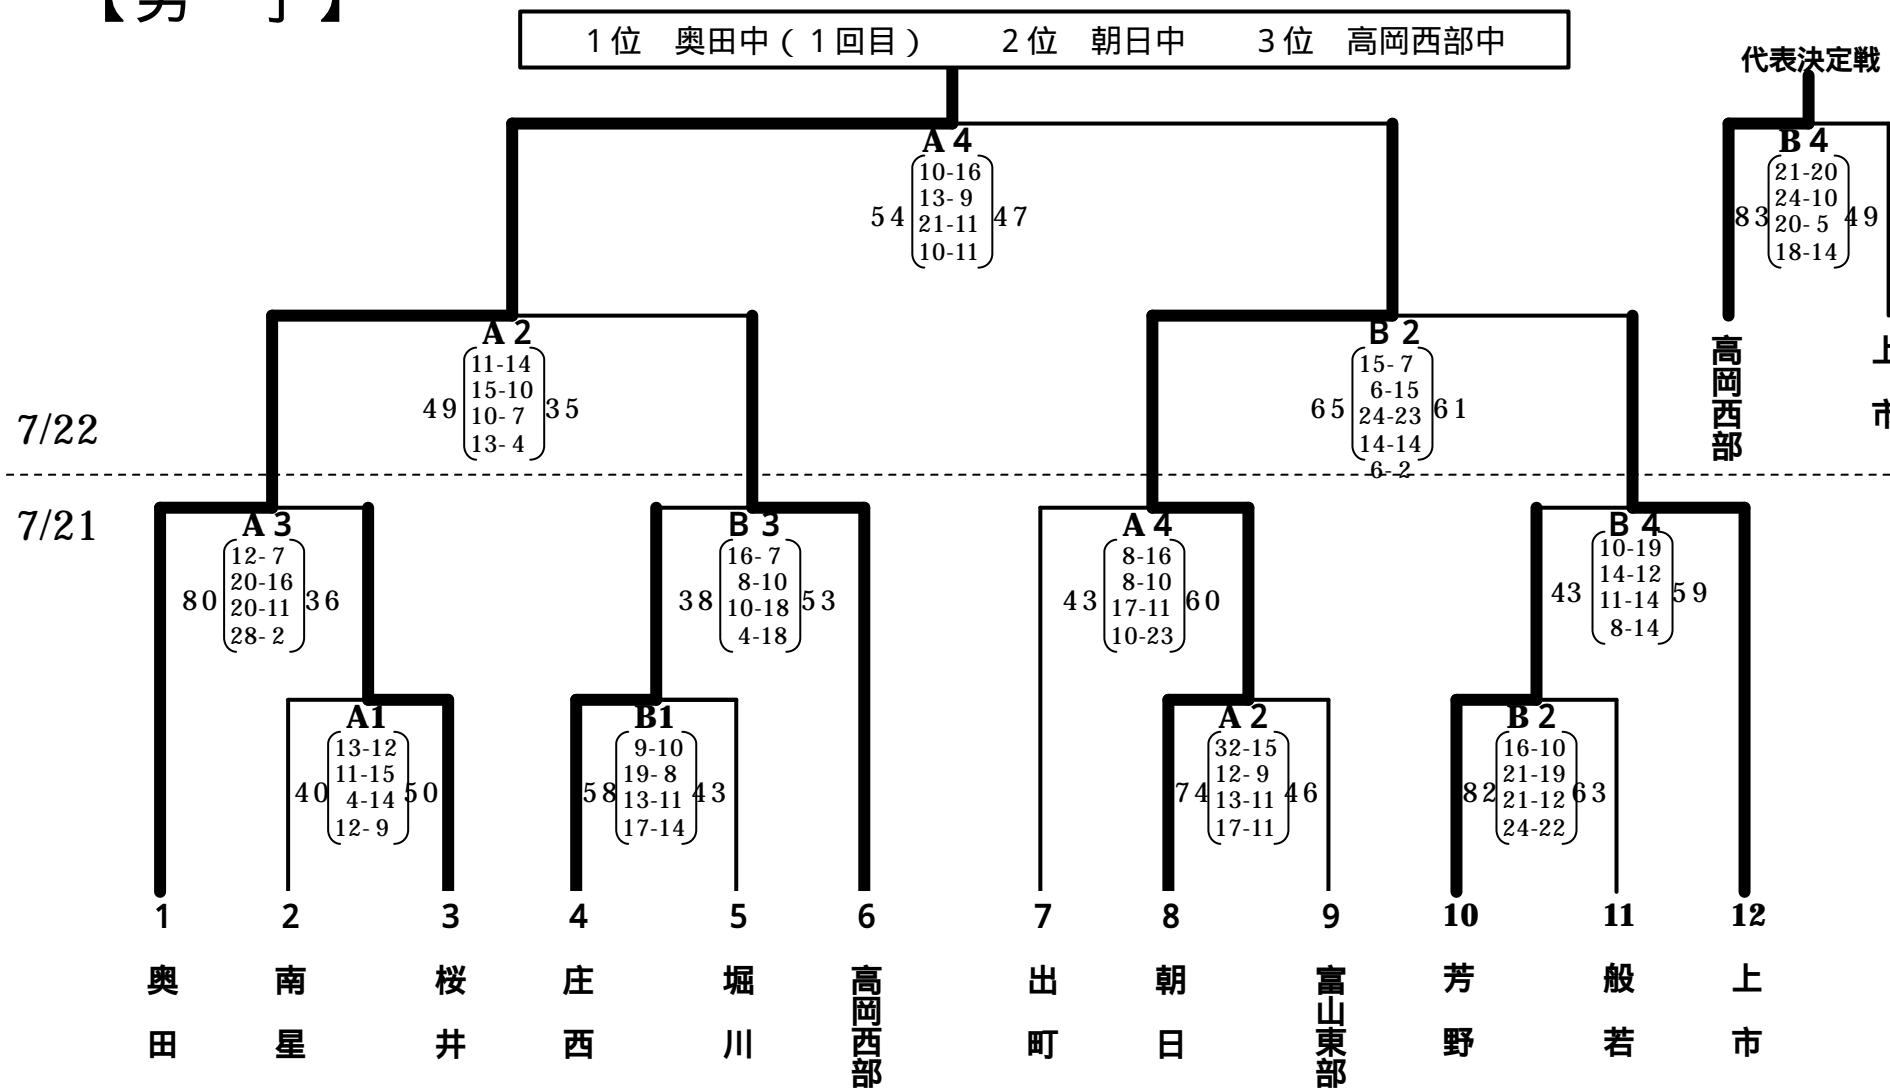 【男 子】
1位 奥田中(1回目) 2位 朝日中 3位 高岡西部中
代表決定戦
A 4
10-16
13- 9
54 21-11 47
10-11
B 4
21-20
24-10
83 20- 5 49
18-14
高岡西部
上市
A 2
11-14
15-10
49 10- 7 35
13- 4
B 2
15- 7
6-15
65 24-23 61
14-14
6- 2
7/22
7/21
A 3
12- 7
20-16
80 20-11 36
28- 2
B 3
16- 7
8-10
38 10-18 53
4-18
A 4
8-16
8-10
43 17-11 60
10-23
B 4
10-19
14-12
43 11-14 59
8-14
A1
13-12
11-15
40 4-14 50
12- 9
B1
9-10
19- 8
58 13-11 43
17-14
A 2
32-15
12- 9
74 13-11 46
17-11
B 2
16-10
21-19
82 21-12 63
24-22
1 2 3 4 5 6 7 8 9 10 11 12
奥田
南星
桜井
庄西
堀川
高岡西部
出町
朝日
富山東部
芳野
般若
上市